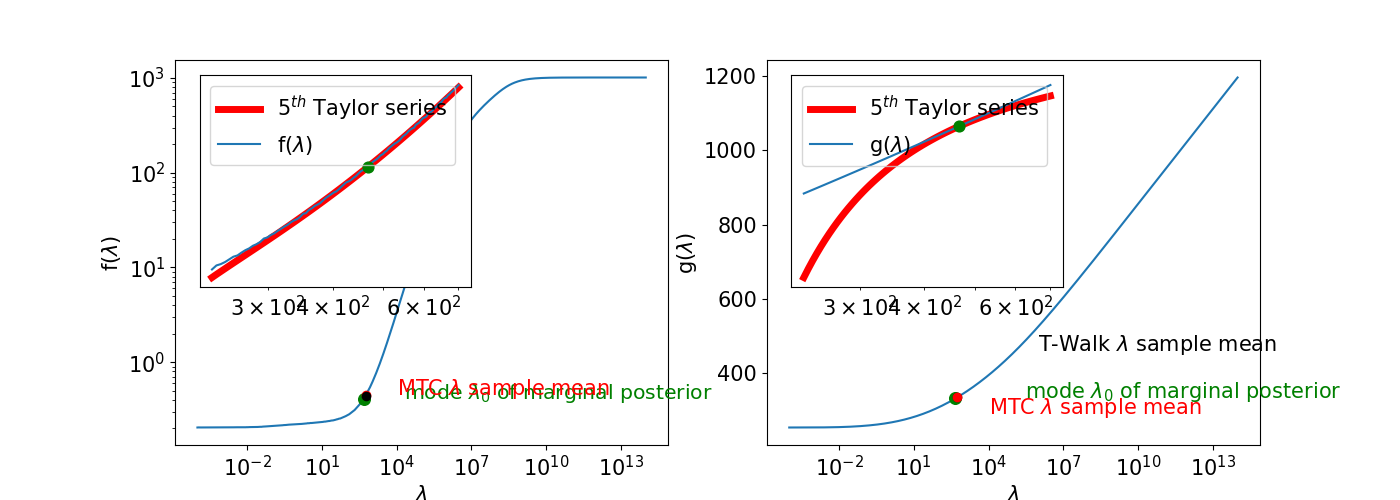 10³
10²
10¹
10⁰
f(λ)
5ᵗʰ Taylor series
f(λ)
3 × 10²
4 × 10²
6 × 10²
MTC λ sample mean
mode λ₀ of marginal posterior
10⁻²
10¹
10⁴
10⁷
10¹⁰
10¹³
λ
1200
1000
800
600
400
g(λ)
5ᵗʰ Taylor series
g(λ)
3 × 10²
4 × 10²
6 × 10²
T-Walk λ sample mean
mode λ₀ of marginal posterior
MTC λ sample mean
10⁻²
10¹
10⁴
10⁷
10¹⁰
10¹³
λ